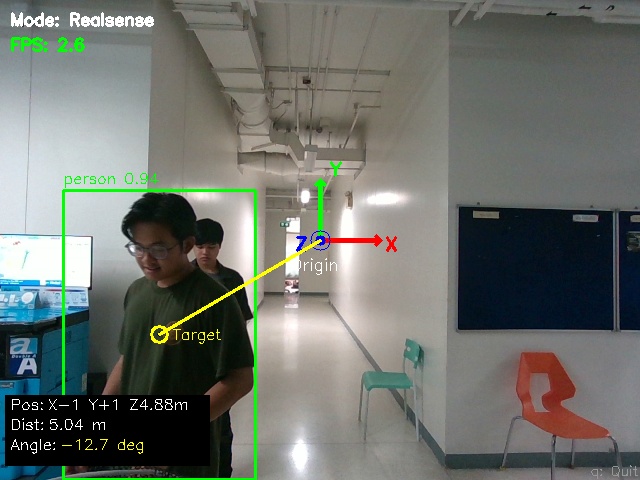 Mode: Realsense
FPS: 2.6
person 0.94
Y
Z
X
Origin
Target
a
A
Pos: X-1 Y+1 Z4.88m
Dist: 5.04 m
Angle: -12.7 deg
q: Quit